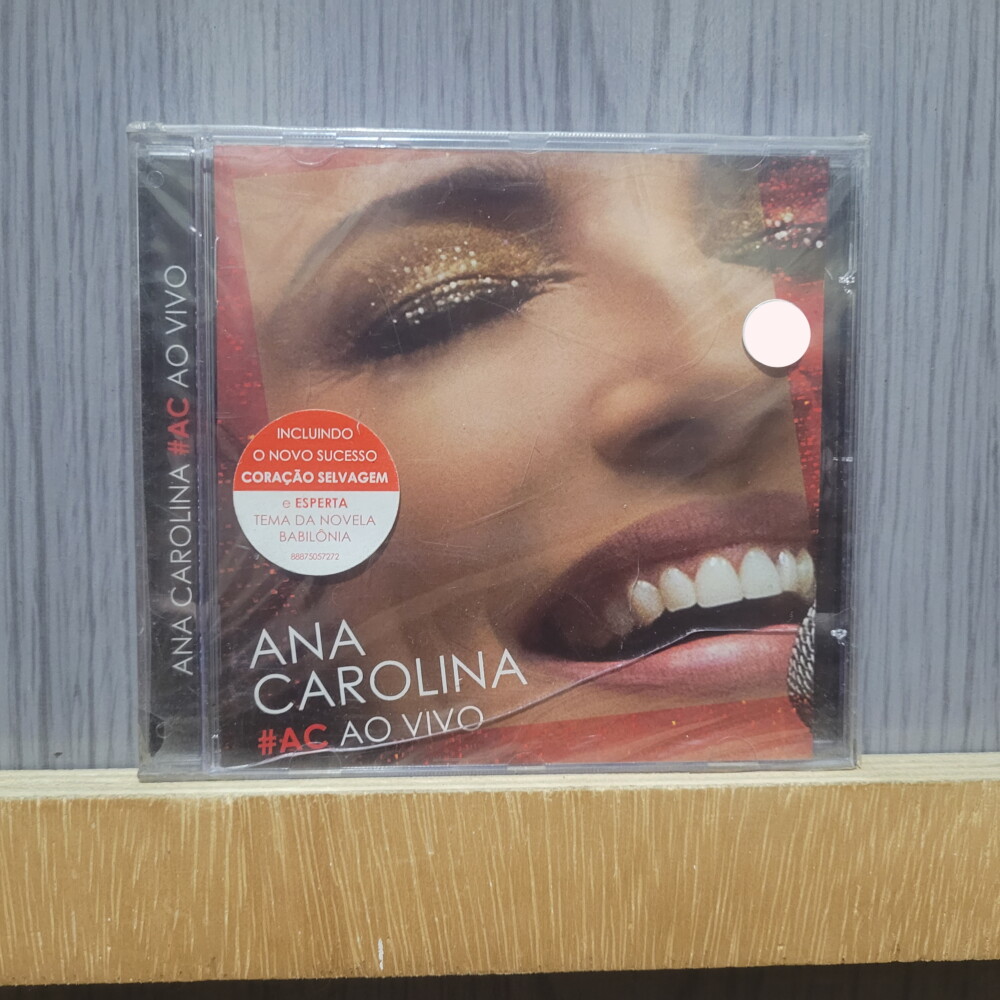 ANA CAROLINA #AC AO VIVO
INCLUINDO
O NOVO SUCESSO
CORAÇÃO SELVAGEM
e ESPERTA
TEMA DA NOVELA
BABILÔNIA
88875057272
ANA
CAROLINA
#AC AO VIVO